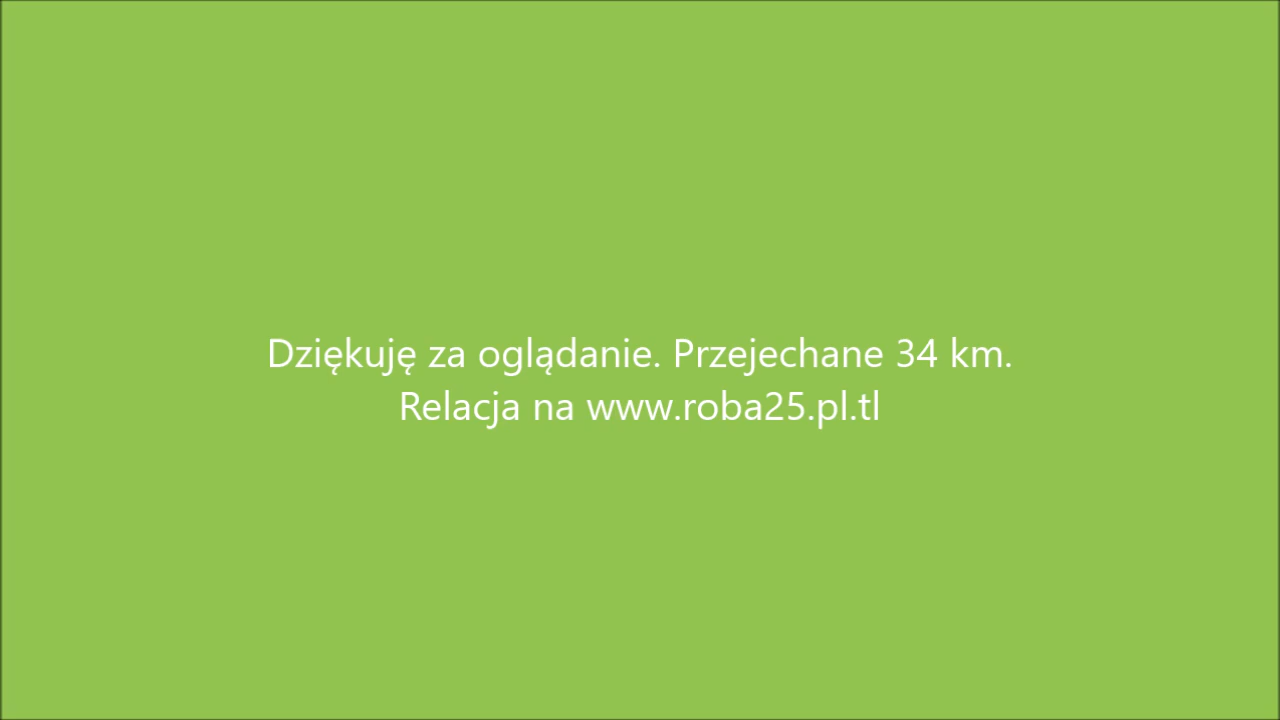 Dziękuję za oglądanie. Przejechane 34 km.
Relacja na www.roba25.pl.tl